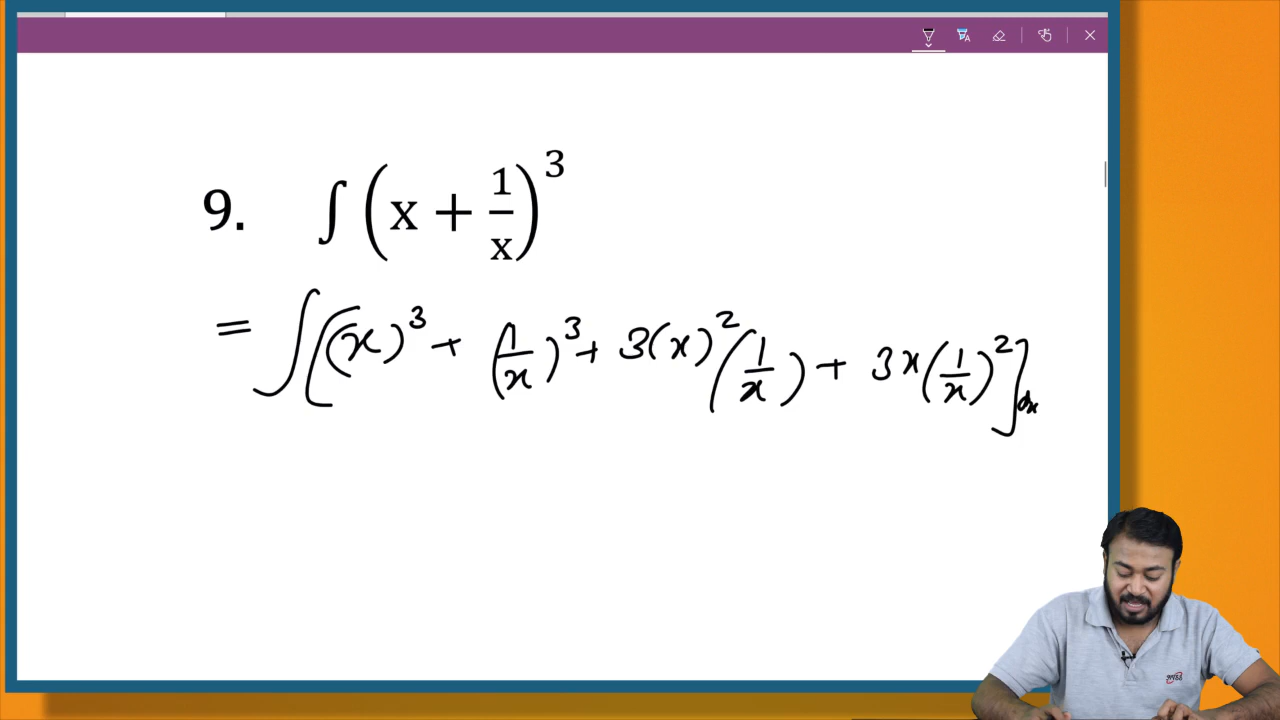 9. ∫ (x + 1/x)^3
= ∫[(x)^3 + (1/x)^3 + 3(x)^2 (1/x) + 3x(1/x)^2]dx